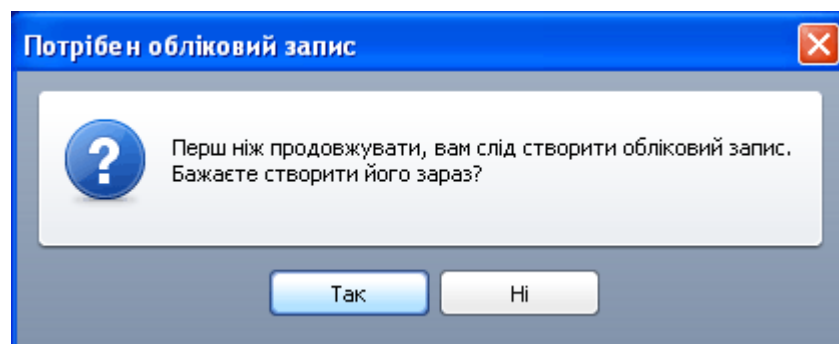 Потрібен обліковий запис
Перш ніж продовжувати, вам слід створити обліковий запис.
Бажаєте створити його зараз?
Так
Ні